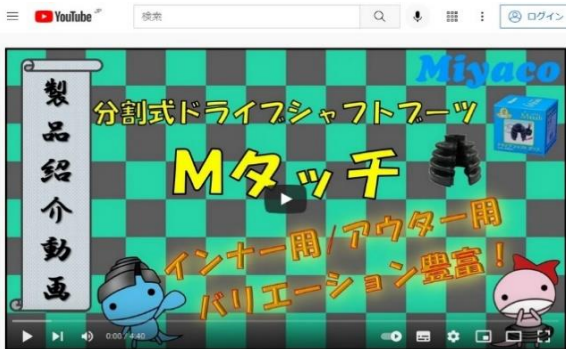 YouTube JP
検索
ログイン
Miyaco
製品紹介動画
分割式ドライブシャフトブーツ
Mタッチ
インナー用/アウター用
バリエーション豊富!
0:00 / 4:40